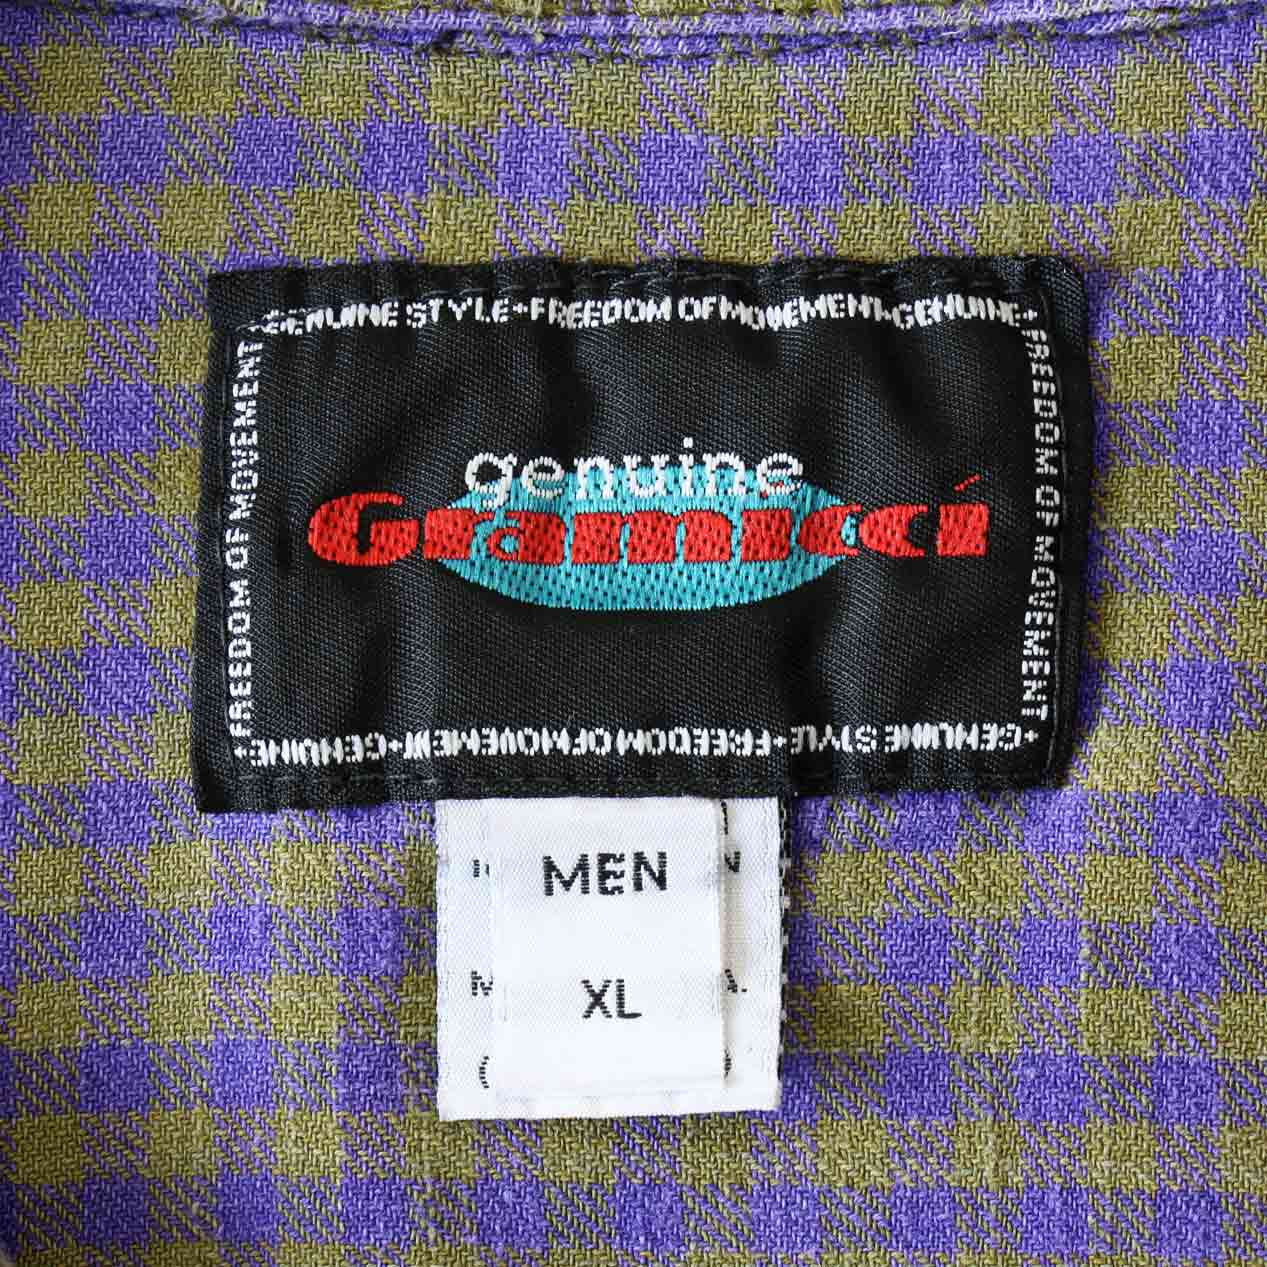 GENUINE STYLE+FREEDOM OF MOVEMENT+GENUINE+
FREEDOM OF MOVEMENT
+FREEDOM OF MOVEMENT
genuine
Gramiccí
+GENUINE STYLE+FREEDOM OF MOVEMENT+GENUINE
MEN
XL